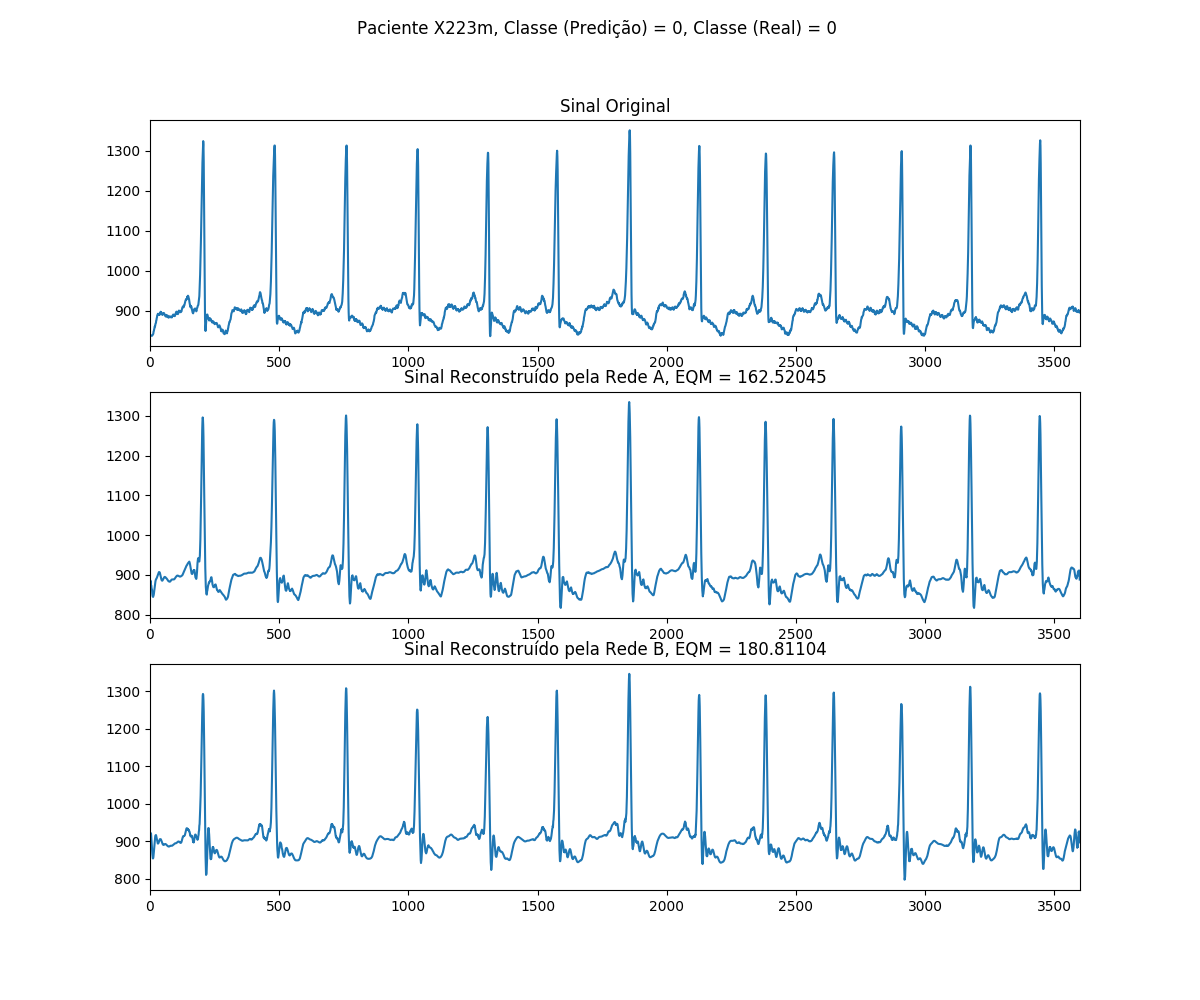 Paciente X223m, Classe (Predição) = 0, Classe (Real) = 0
Sinal Original
1300
1200
1100
1000
900
0 500 1000 1500 2000 2500 3000 3500
Sinal Reconstruído pela Rede A, EQM = 162.52045
1300
1200
1100
1000
900
800
0 500 1000 1500 2000 2500 3000 3500
Sinal Reconstruído pela Rede B, EQM = 180.81104
1300
1200
1100
1000
900
800
0 500 1000 1500 2000 2500 3000 3500